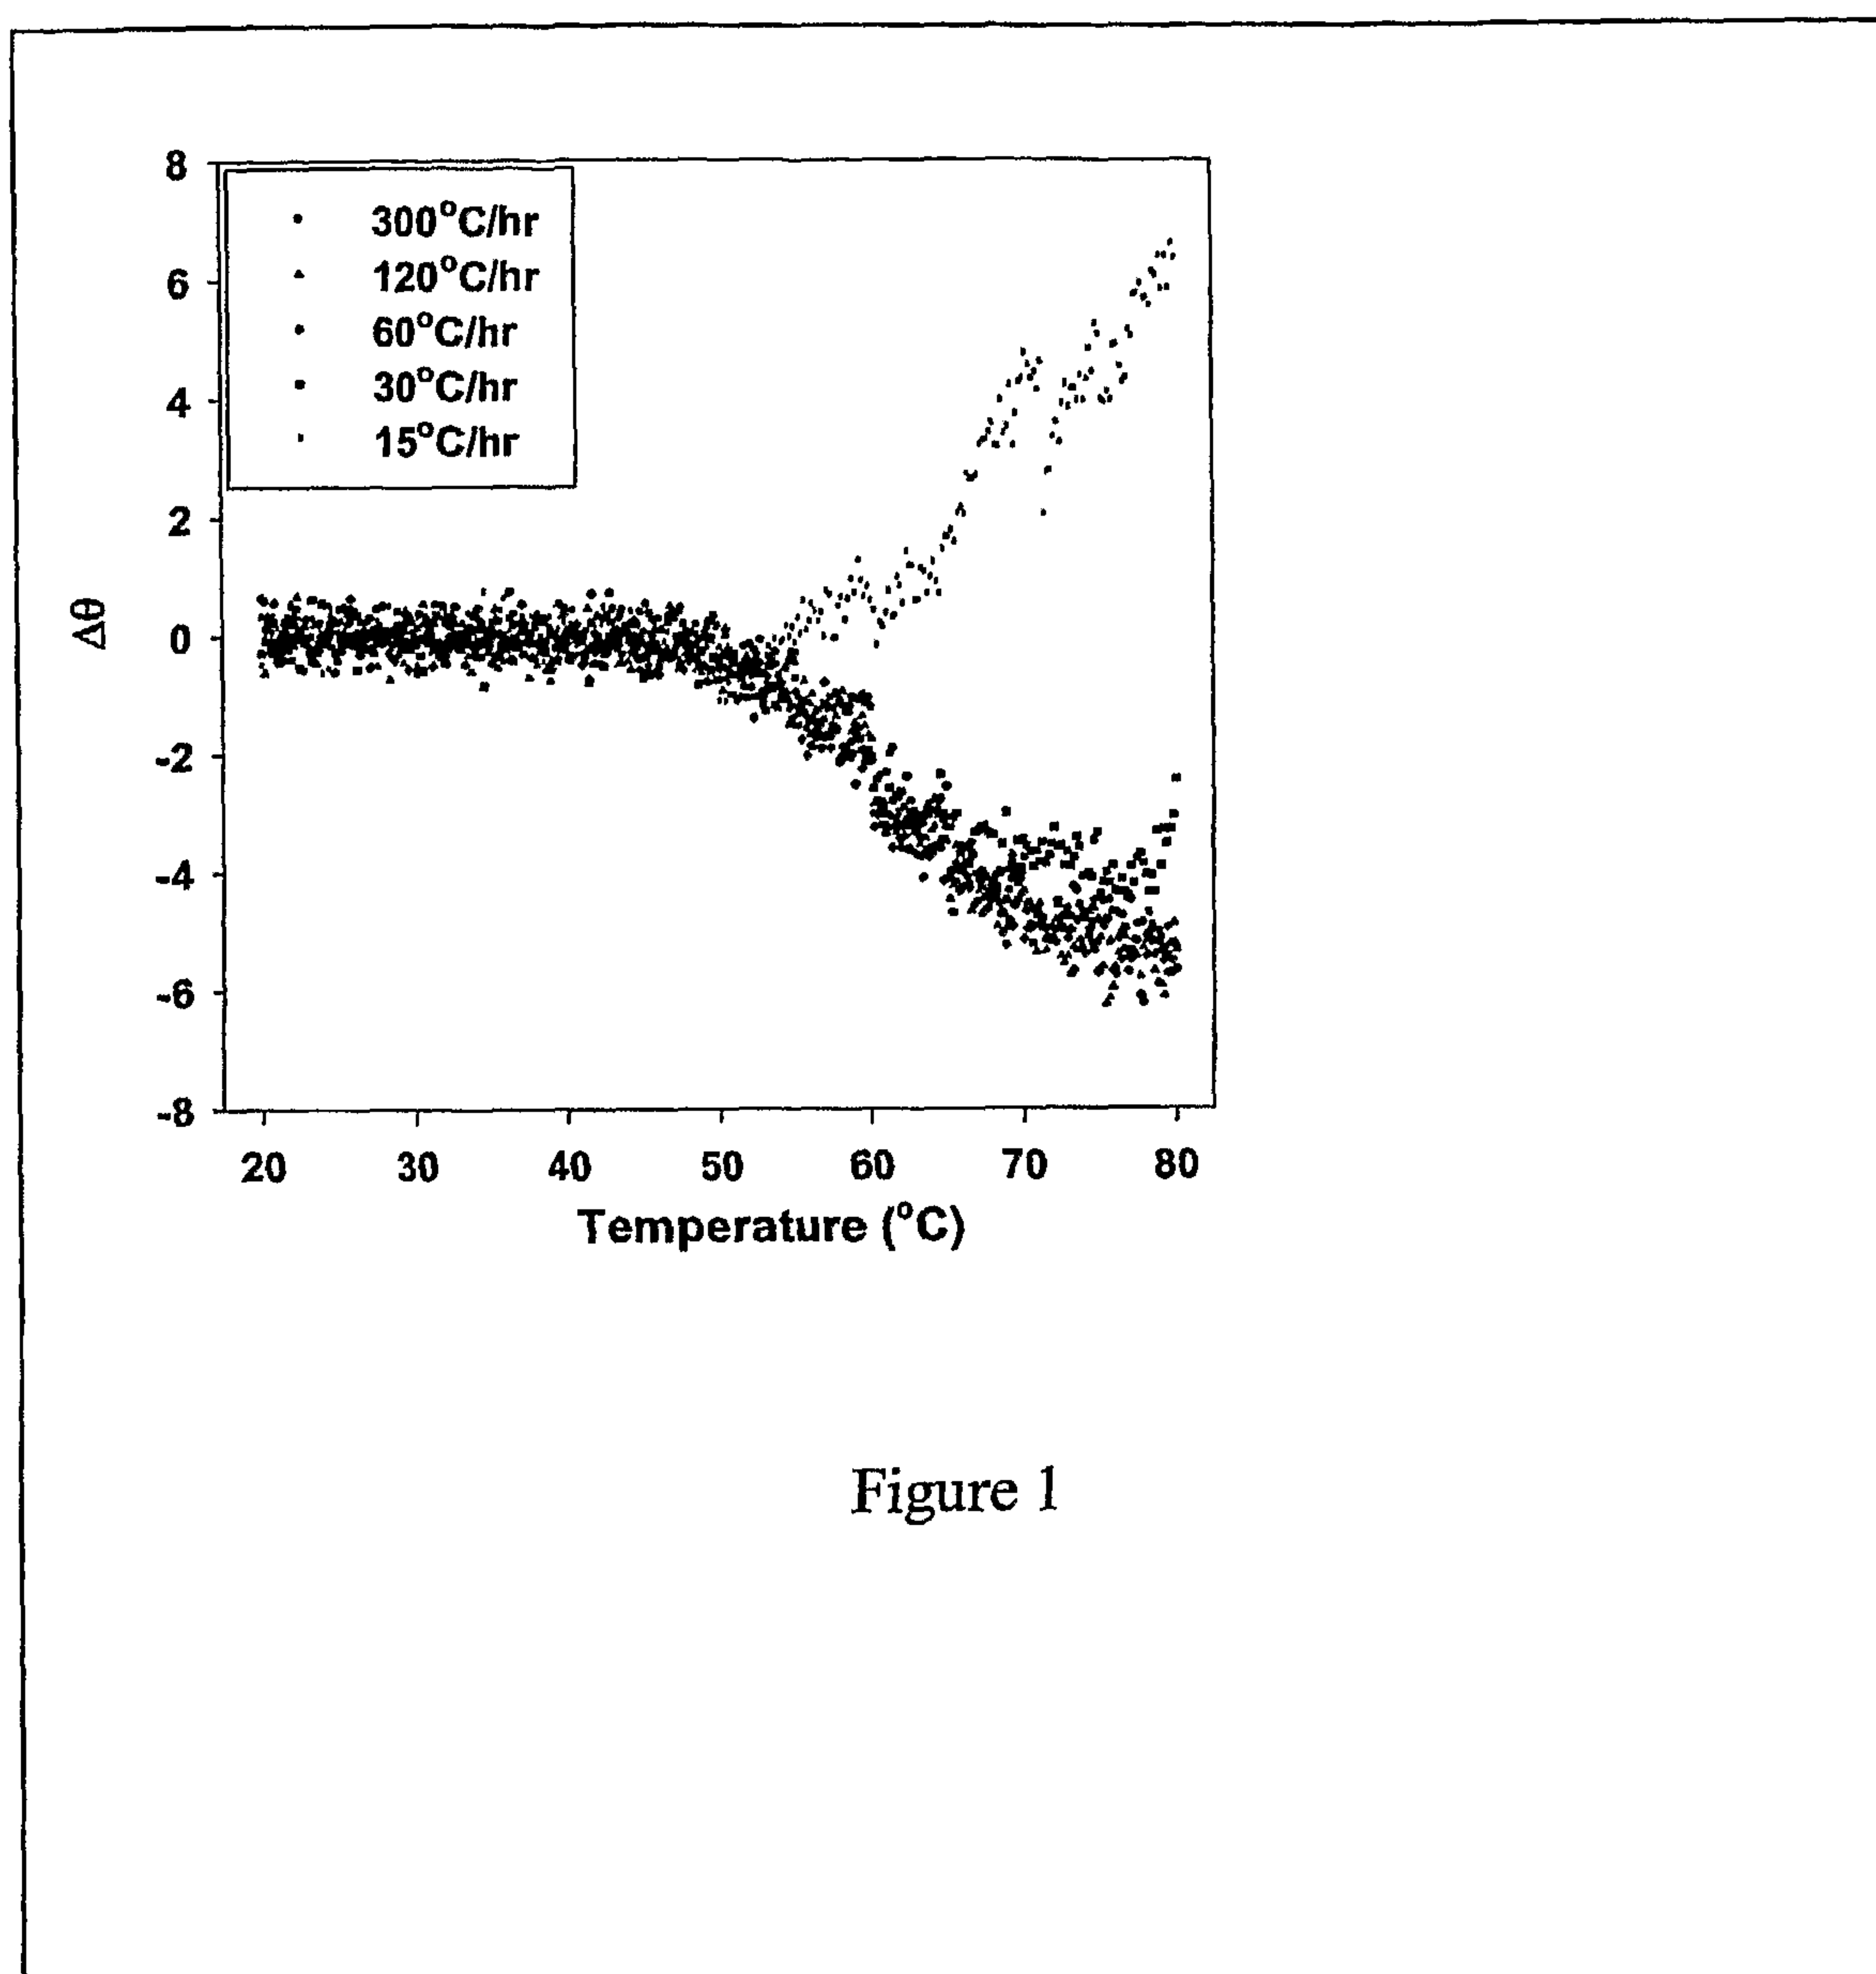 8
6
4
2
0
-2
-4
-6
-8
Δθ
300°C/hr
120°C/hr
60°C/hr
30°C/hr
15°C/hr
20 30 40 50 60 70 80
Temperature (°C)
Figure 1